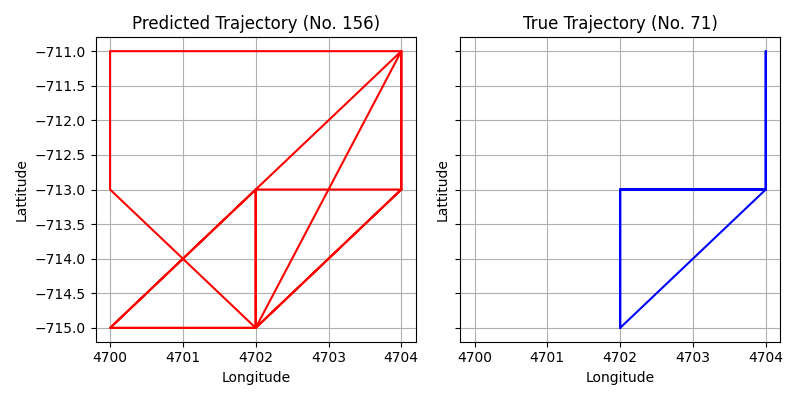 Predicted Trajectory (No. 156)
True Trajectory (No. 71)
−711.0
−711.5
−712.0
−712.5
−713.0
−713.5
−714.0
−714.5
−715.0
Lattitude
Lattitude
4700 4701 4702 4703 4704
4700 4701 4702 4703 4704
Longitude
Longitude